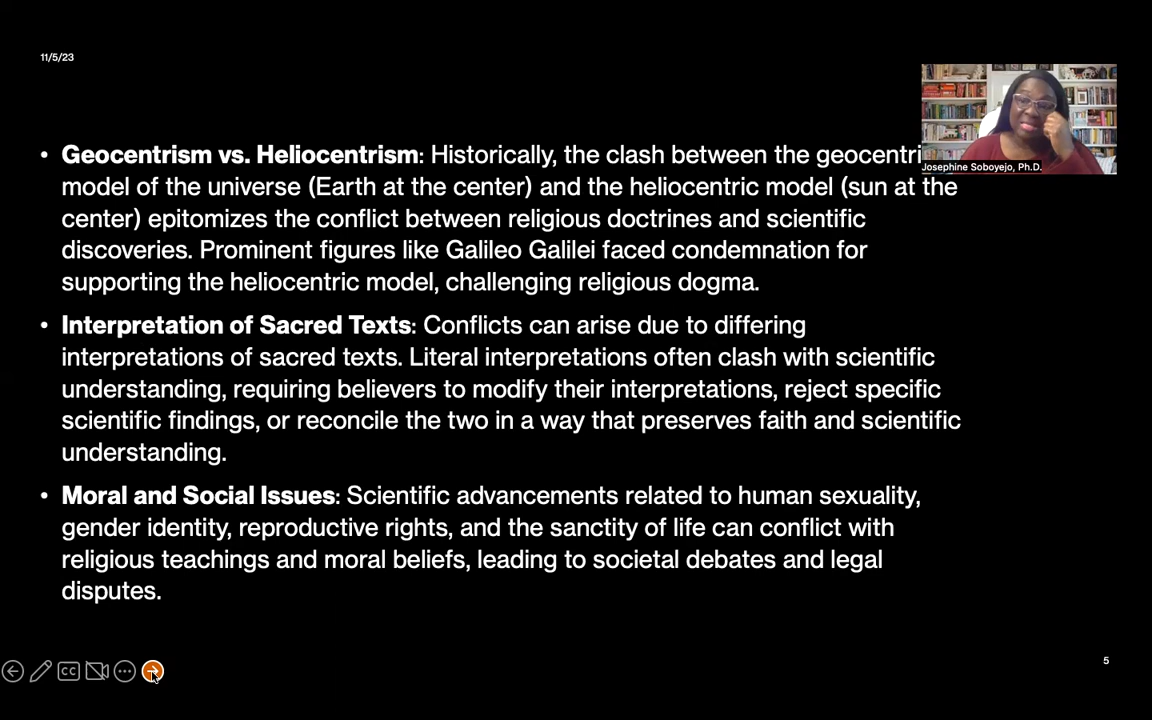 11/5/23
• Geocentrism vs. Heliocentrism: Historically, the clash between the geocentri
model of the universe (Earth at the center) and the heliocentric model (sun at the
center) epitomizes the conflict between religious doctrines and scientific
discoveries. Prominent figures like Galileo Galilei faced condemnation for
supporting the heliocentric model, challenging religious dogma.
• Interpretation of Sacred Texts: Conflicts can arise due to differing
interpretations of sacred texts. Literal interpretations often clash with scientific
understanding, requiring believers to modify their interpretations, reject specific
scientific findings, or reconcile the two in a way that preserves faith and scientific
understanding.
• Moral and Social Issues: Scientific advancements related to human sexuality,
gender identity, reproductive rights, and the sanctity of life can conflict with
religious teachings and moral beliefs, leading to societal debates and legal
disputes.
Josephine Soboyejo, Ph.D.
CC
5